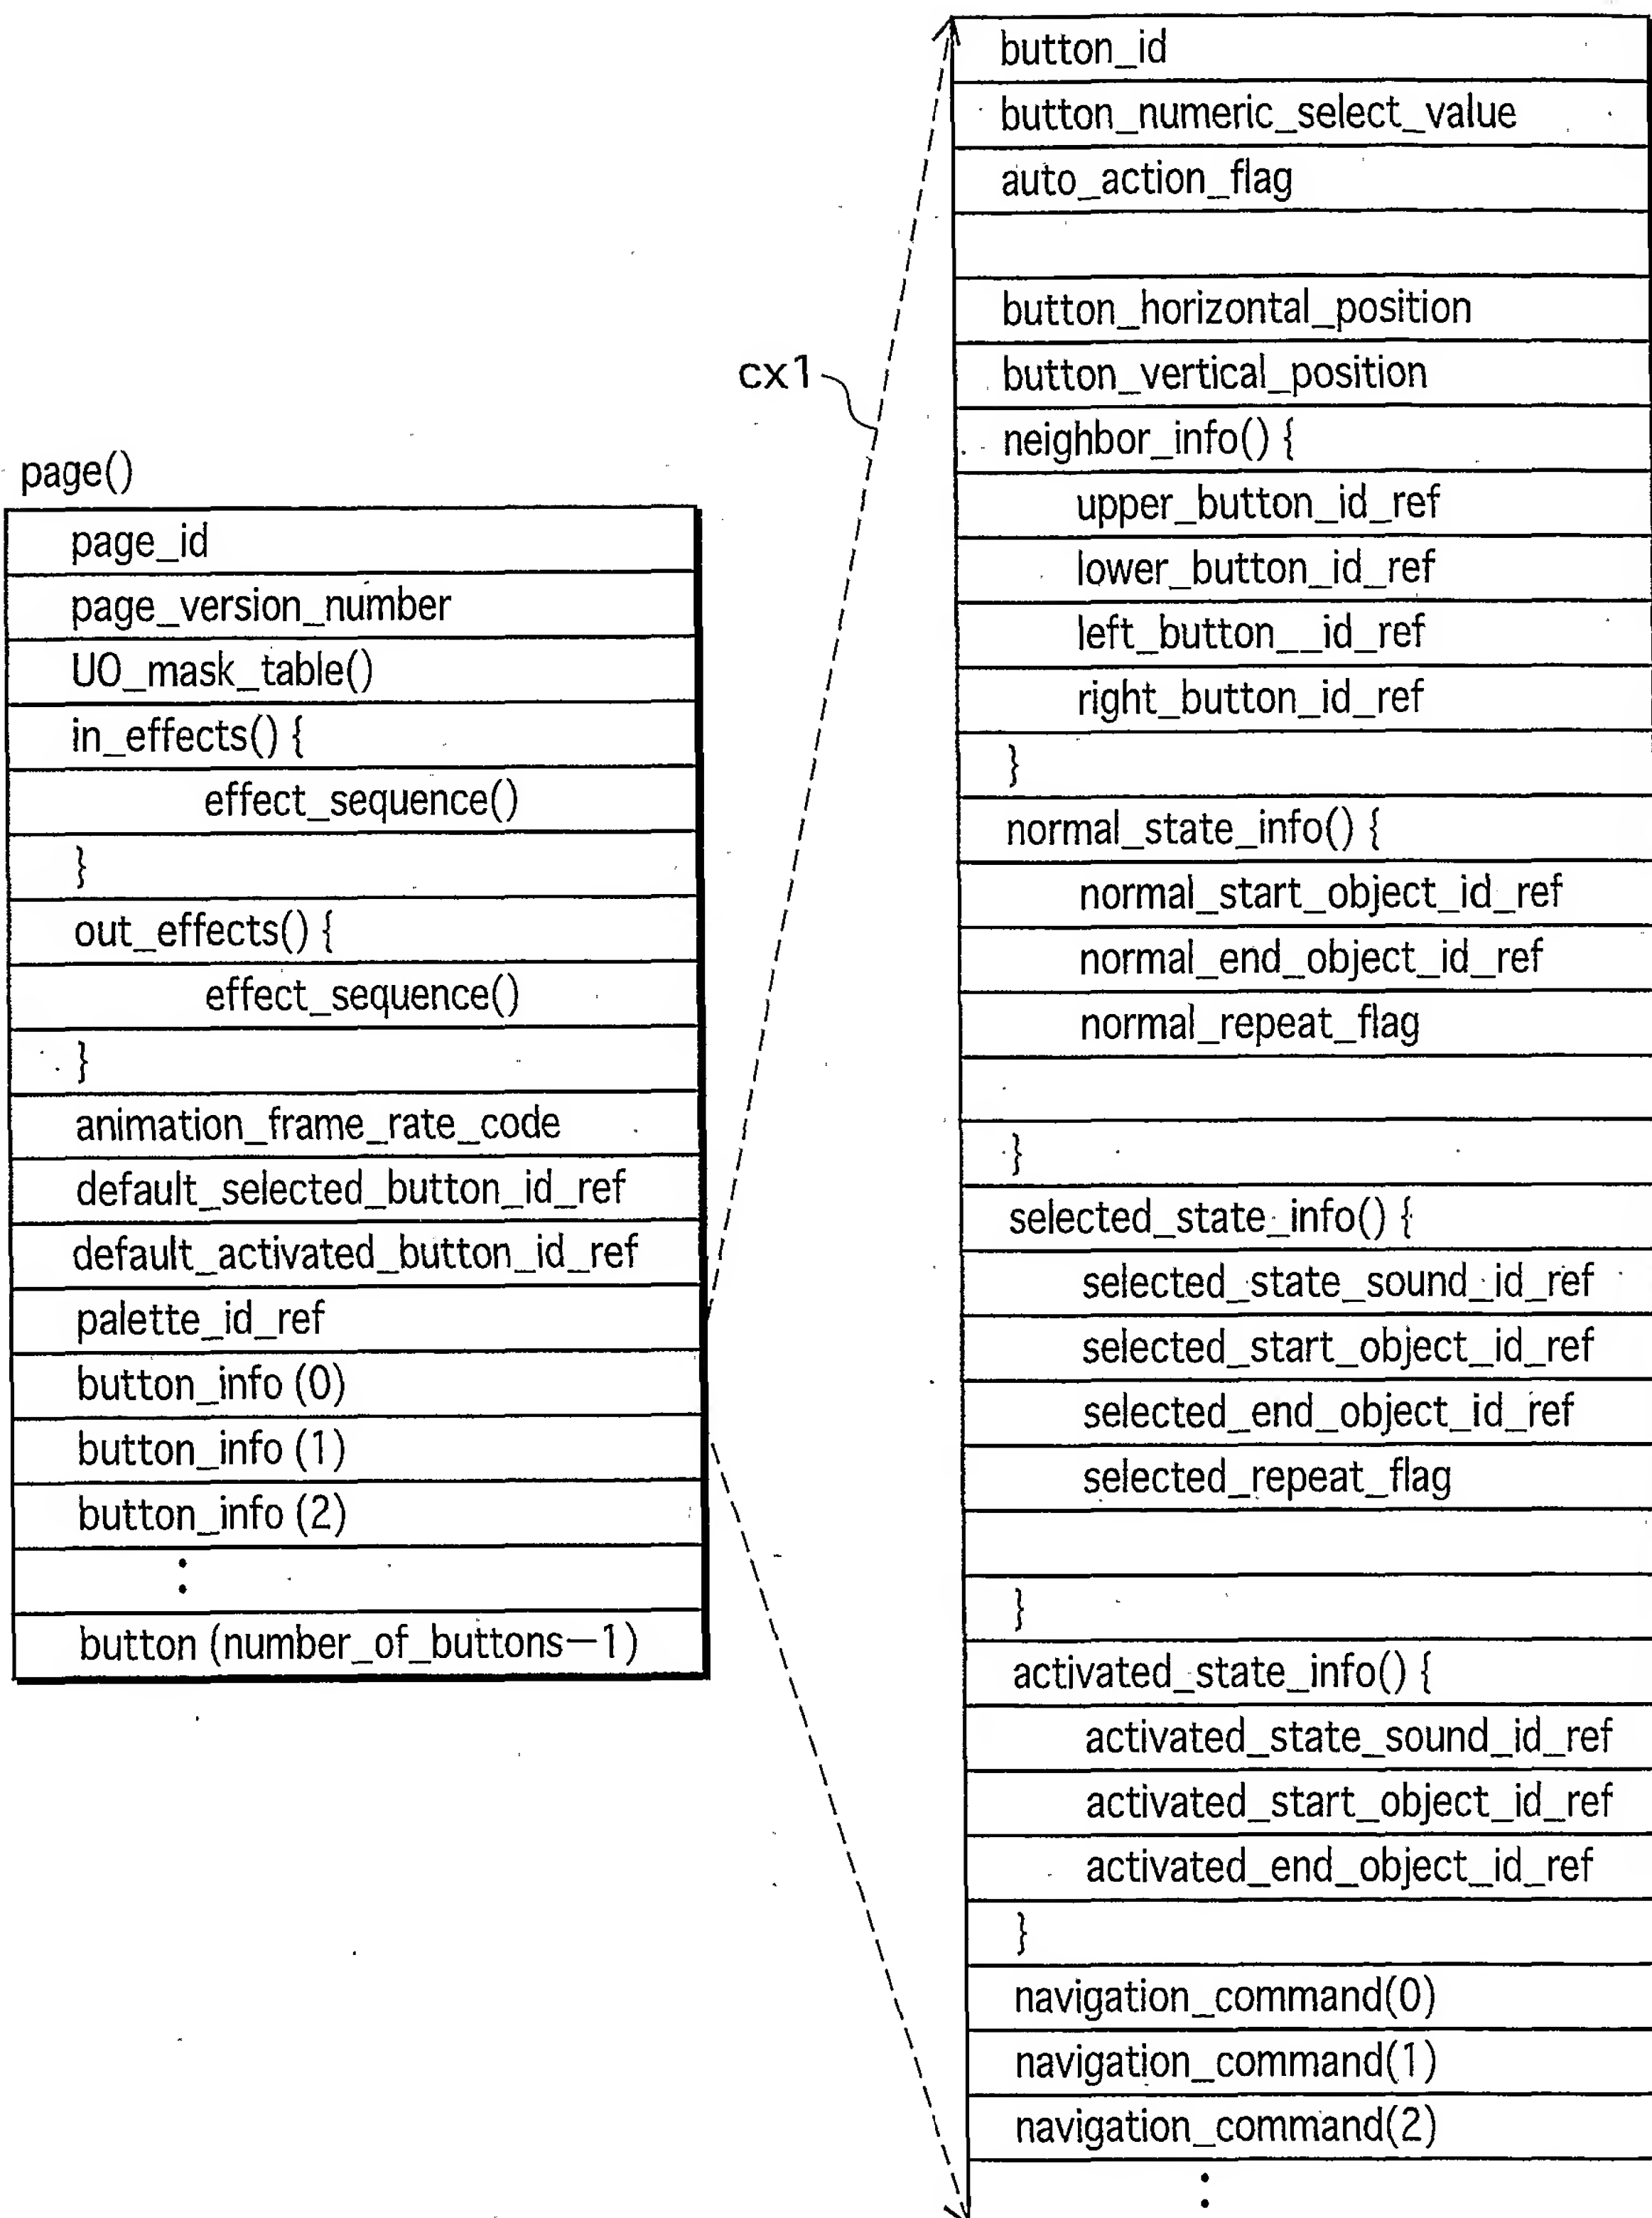 page()
page_id
page_version_number
UO_mask_table()
in_effects() {
effect_sequence()
}
out_effects() {
effect_sequence()
}
animation_frame_rate_code
default_selected_button_id_ref
default_activated_button_id_ref
palette_id_ref
button_info (0)
button_info (1)
button_info (2)
:
button (number_of_buttons−1)
cx1
button_id
button_numeric_select_value
auto_action_flag
button_horizontal_position
button_vertical_position
neighbor_info() {
upper_button_id_ref
lower_button_id_ref
left_button__id_ref
right_button_id_ref
}
normal_state_info() {
normal_start_object_id_ref
normal_end_object_id_ref
normal_repeat_flag
}
selected_state_info() {
selected_state_sound_id_ref
selected_start_object_id_ref
selected_end_object_id_ref
selected_repeat_flag
}
activated_state_info() {
activated_state_sound_id_ref
activated_start_object_id_ref
activated_end_object_id_ref
}
navigation_command(0)
navigation_command(1)
navigation_command(2)
: